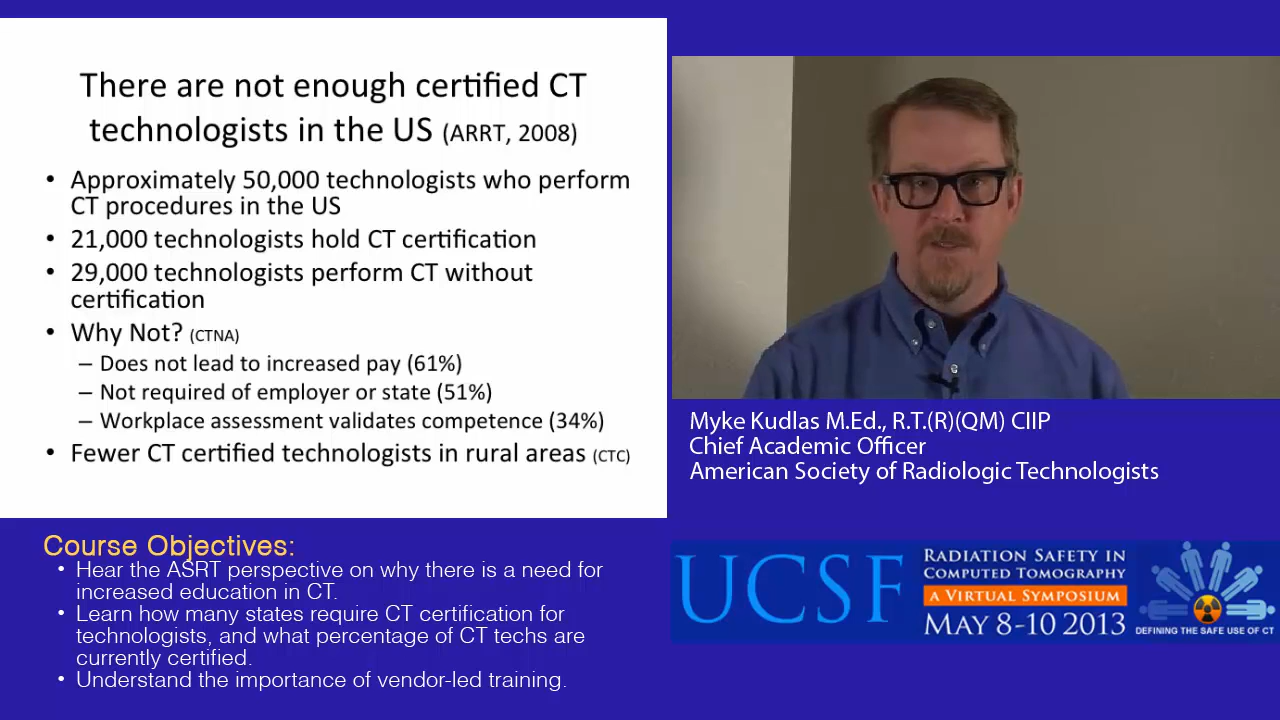 There are not enough certified CT
technologists in the US (ARRT, 2008)
• Approximately 50,000 technologists who perform
CT procedures in the US
• 21,000 technologists hold CT certification
• 29,000 technologists perform CT without
certification
• Why Not? (CTNA)
– Does not lead to increased pay (61%)
– Not required of employer or state (51%)
– Workplace assessment validates competence (34%)
• Fewer CT certified technologists in rural areas (CTC)
Myke Kudlas M.Ed., R.T.(R)(QM) CIIP
Chief Academic Officer
American Society of Radiologic Technologists
Course Objectives:
• Hear the ASRT perspective on why there is a need for
increased education in CT.
• Learn how many states require CT certification for
technologists, and what percentage of CT techs are
currently certified.
• Understand the importance of vendor-led training.
UCSF
RADIATION SAFETY IN
COMPUTED TOMOGRAPHY
A VIRTUAL SYMPOSIUM
MAY 8-10 2013
DEFINING THE SAFE USE OF CT